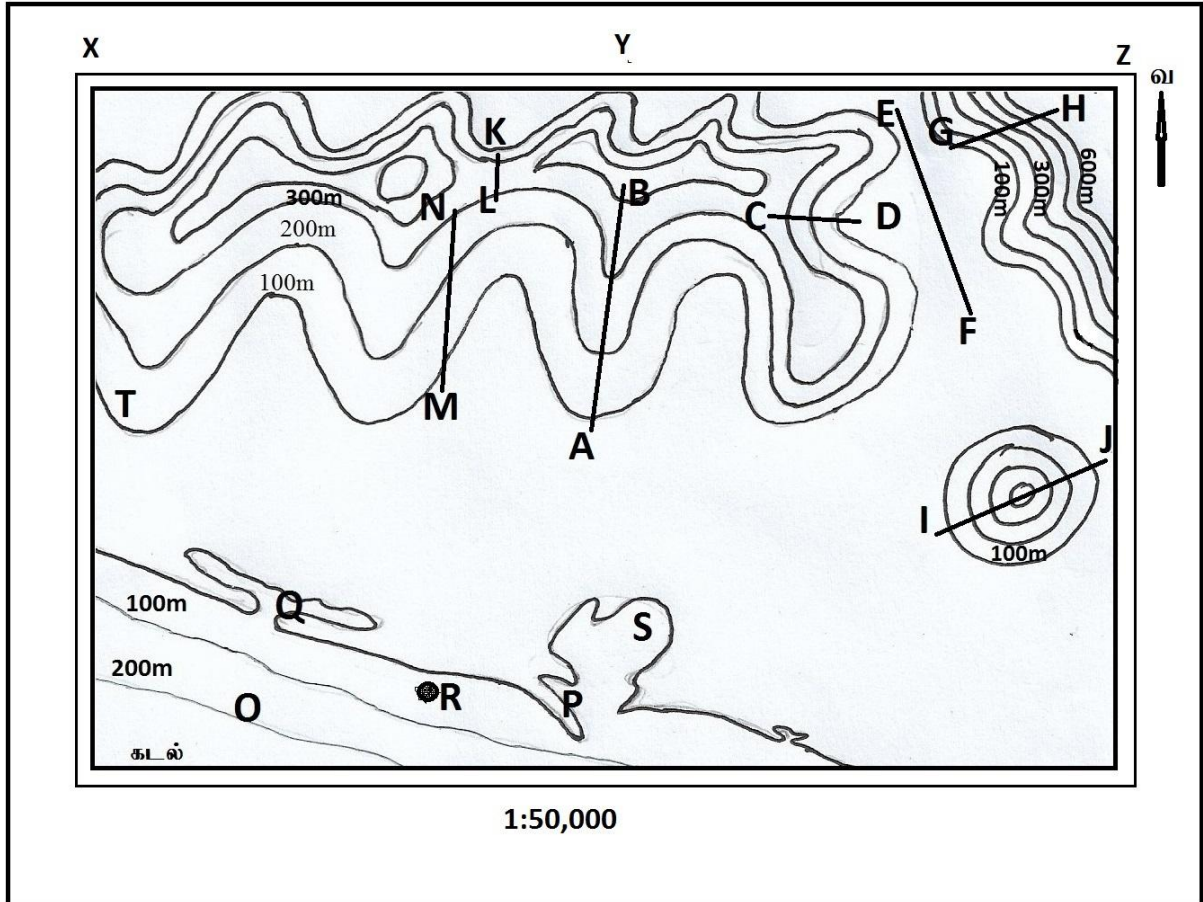 X Y Z
வ
E H
G
K
100m 300m 600m
N L B
300m
C D
200m
100m
F
T M
A
J
I
100m
Q
100m
S
200m
R P
O
கடல்
1:50,000